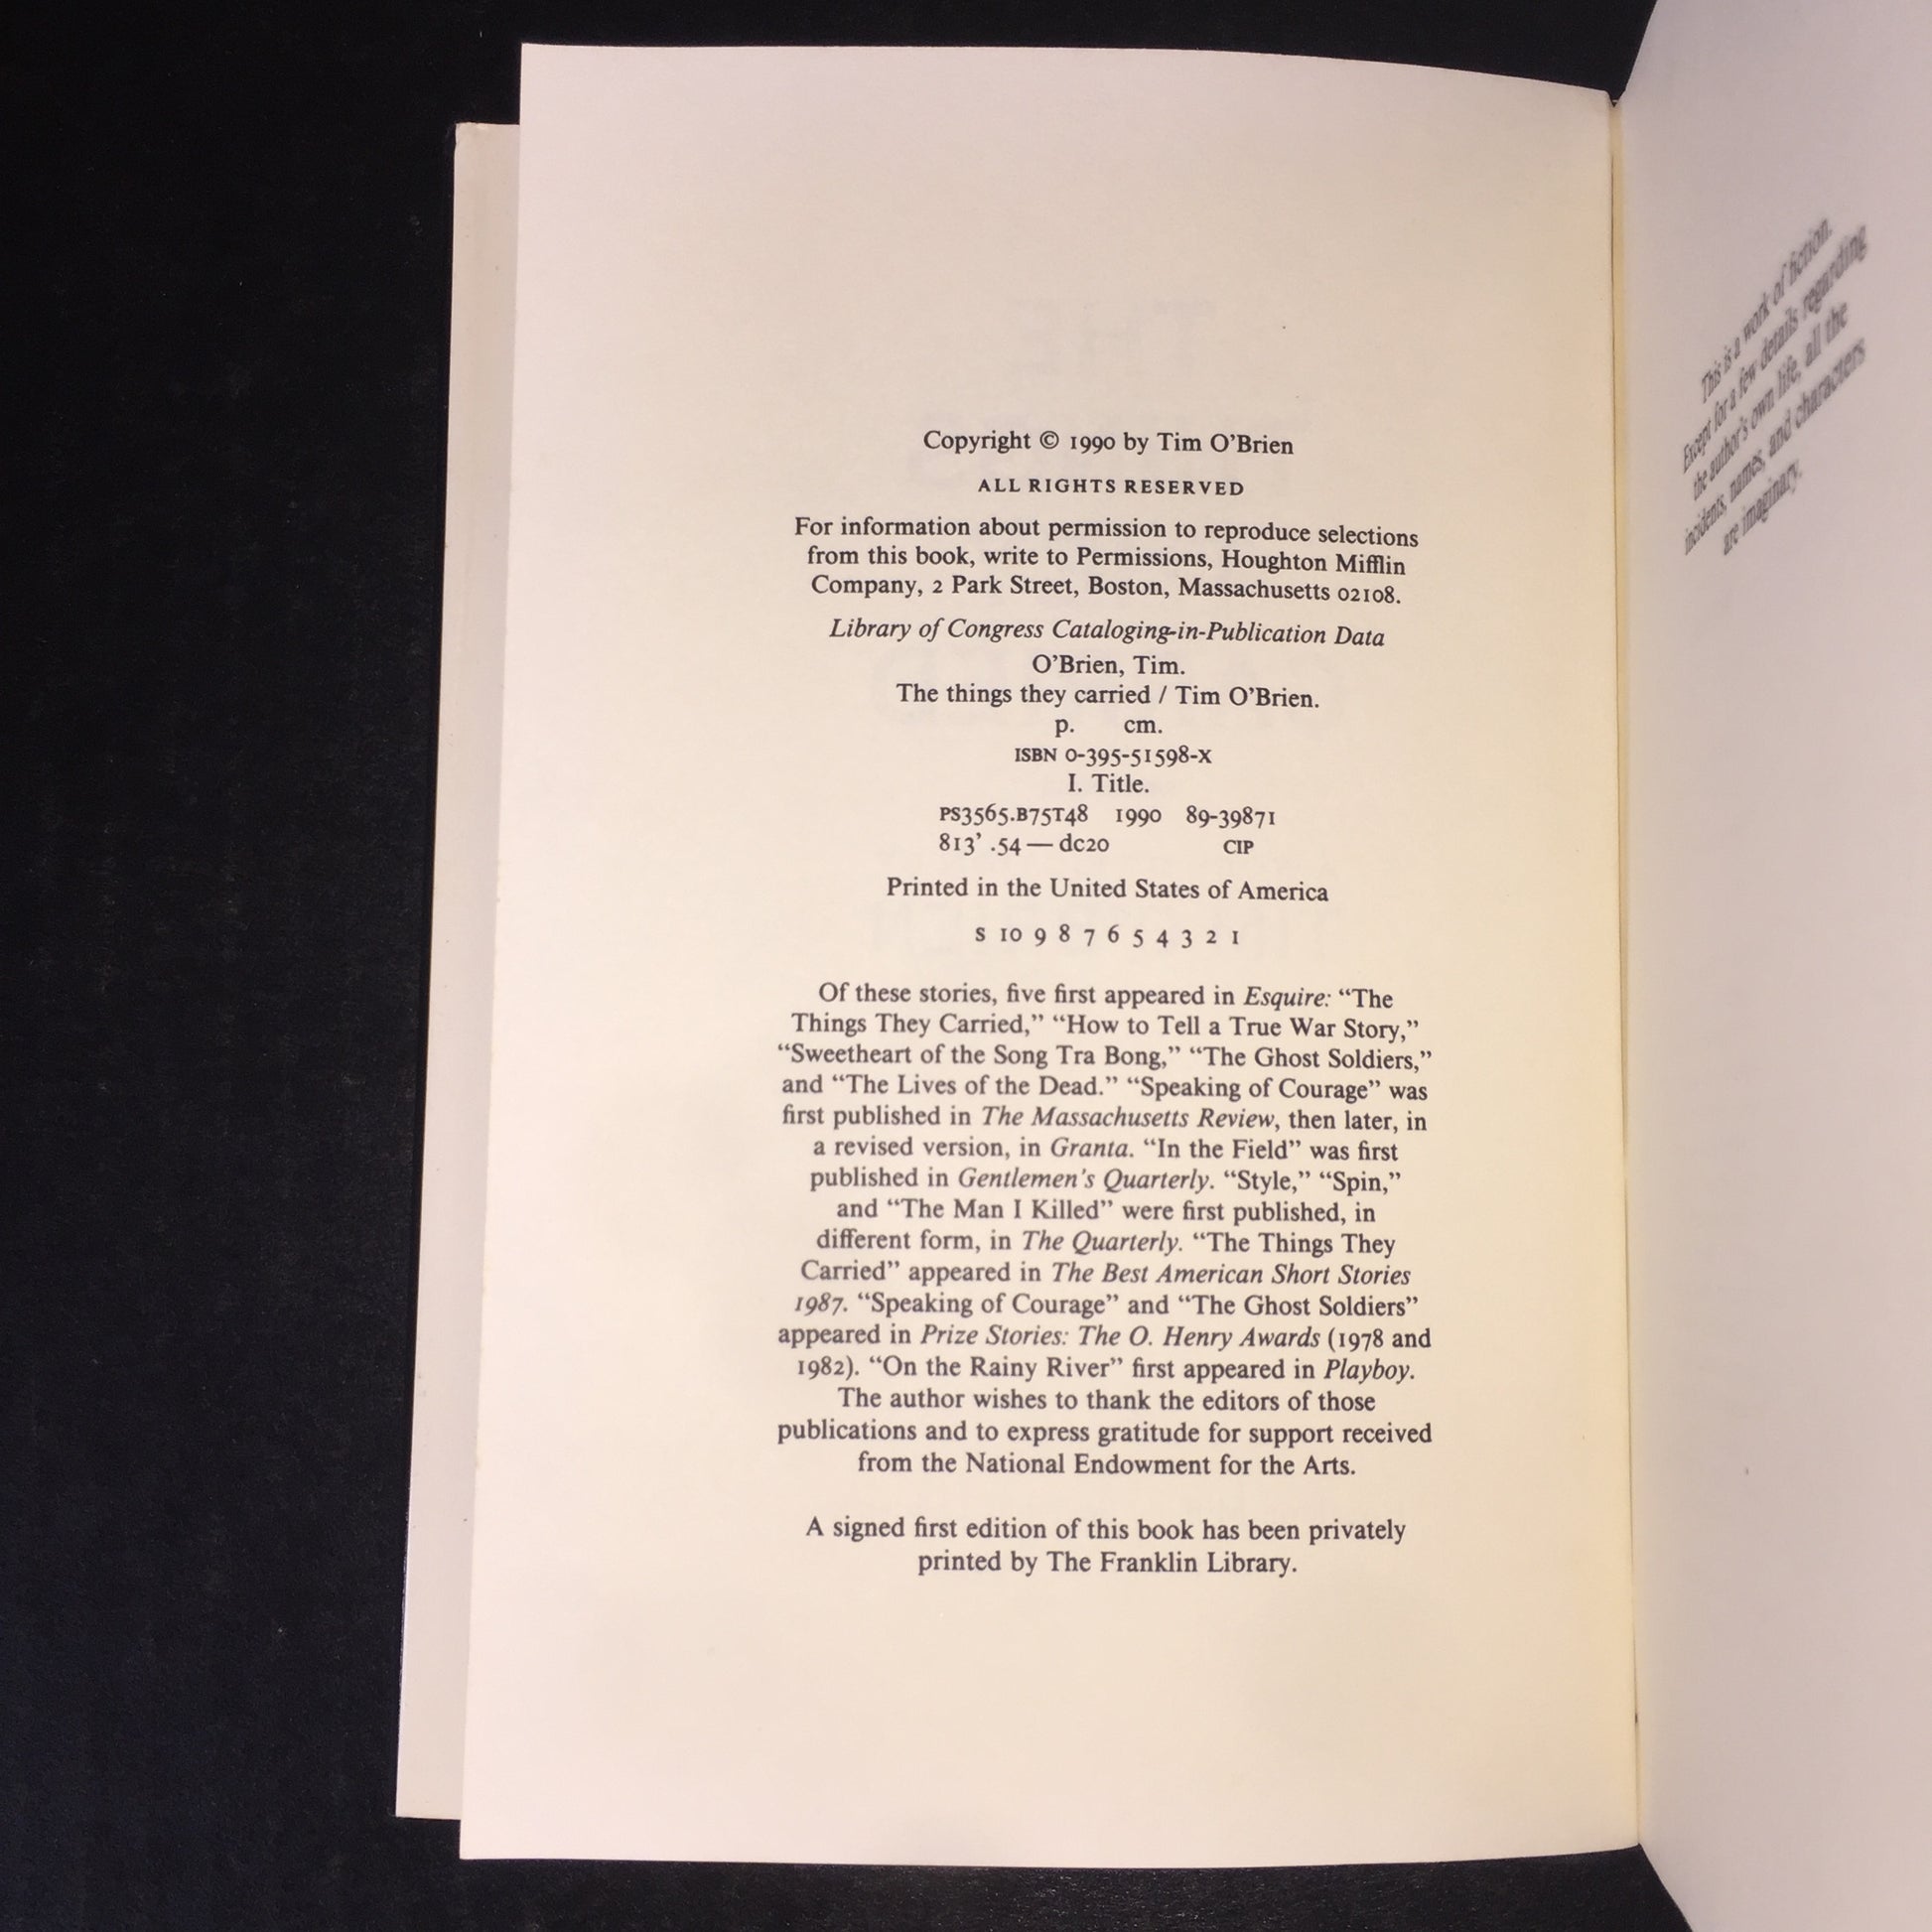 Copyright © 1990 by Tim O’Brien
ALL RIGHTS RESERVED
For information about permission to reproduce selections
from this book, write to Permissions, Houghton Mifflin
Company, 2 Park Street, Boston, Massachusetts 02108.
Library of Congress Cataloging-in-Publication Data
O’Brien, Tim.
The things they carried / Tim O’Brien.
p. cm.
ISBN 0-395-51598-X
I. Title.
PS3565.B75T48 1990 89-39871
813’ .54 — dc20 CIP
Printed in the United States of America
S 10 9 8 7 6 5 4 3 2 1
Of these stories, five first appeared in Esquire: “The
Things They Carried,” “How to Tell a True War Story,”
“Sweetheart of the Song Tra Bong,” “The Ghost Soldiers,”
and “The Lives of the Dead.” “Speaking of Courage” was
first published in The Massachusetts Review, then later, in
a revised version, in Granta. “In the Field” was first
published in Gentlemen’s Quarterly. “Style,” “Spin,”
and “The Man I Killed” were first published, in
different form, in The Quarterly. “The Things They
Carried” appeared in The Best American Short Stories
1987. “Speaking of Courage” and “The Ghost Soldiers”
appeared in Prize Stories: The O. Henry Awards (1978 and
1982). “On the Rainy River” first appeared in Playboy.
The author wishes to thank the editors of those
publications and to express gratitude for support received
from the National Endowment for the Arts.
A signed first edition of this book has been privately
printed by The Franklin Library.
This is a work of fiction.
Except for a few details regarding
the author’s own life, all the
incidents, names, and characters
are imaginary.